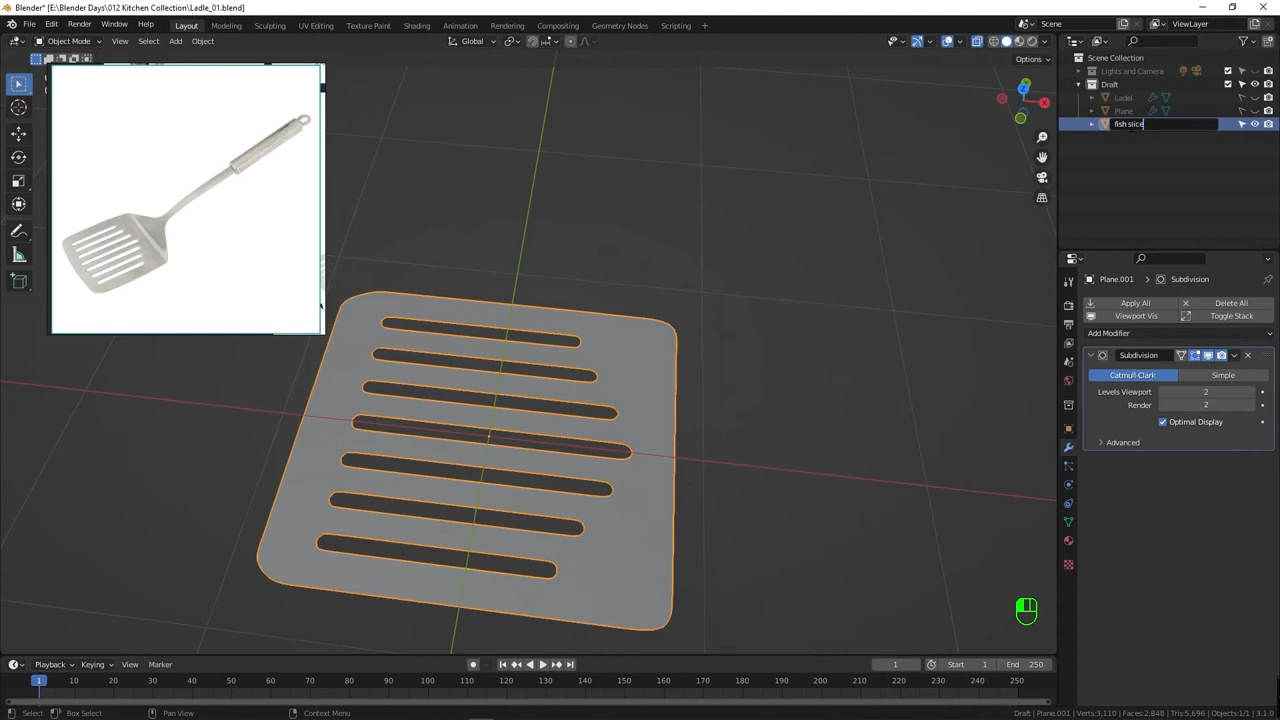 Blender* [E:\Blender Days\012 Kitchen Collection\Ladle_01.blend]
File Edit Render Window Help Layout Modeling Sculpting UV Editing Texture Paint Shading Animation Rendering Compositing Geometry Nodes Scripting + Scene ViewLayer
Object Mode View Select Add Object Global
Options
Scene Collection
Lights and Camera
Draft
Ladel
Plane
fish slice
X
Y
Z
Plane.001 > Subdivision
Apply All Delete All
Viewport Vis Toggle Stack
Add Modifier
Subdivision
Catmull-Clark Simple
Levels Viewport 2
Render 2
Optimal Display
Advanced
Playback Keying View Marker 1 Start 1 End 250
1 10 20 30 40 50 60 70 80 90 100 110 120 130 140 150 160 170 180 190 200 210 220 230 240 250
Select Box Select Pan View Context Menu Draft | Plane.001 | Verts:3,110 | Faces:2,848 | Tris:5,696 | Objects:1/1 | 3.1.0